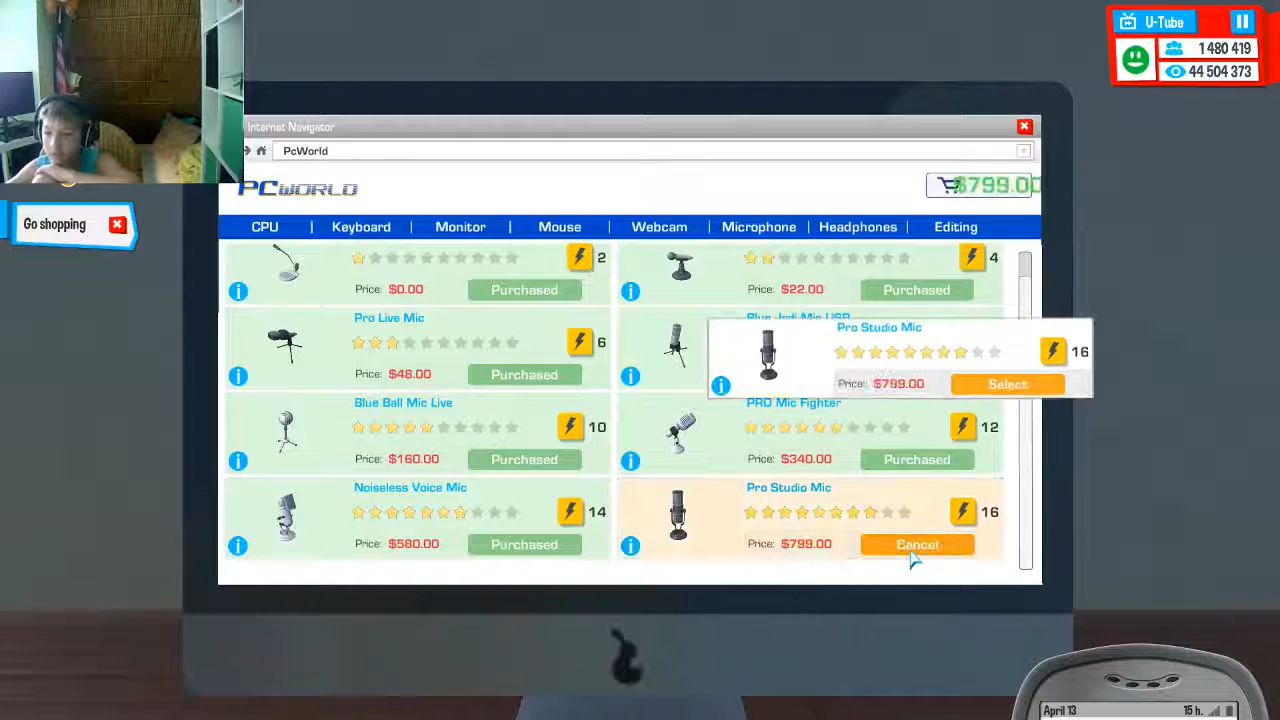 U-Tube
1 480 419
44 504 373
Internet Navigator
PcWorld
PCWORLD
$799.00
Go shopping
CPU
Keyboard
Monitor
Mouse
Webcam
Microphone
Headphones
Editing
2
Price: $0.00
Purchased
4
Price: $22.00
Purchased
Pro Live Mic
6
Price: $48.00
Purchased
Blue Jndi Mic USB
Pro Studio Mic
16
Price: $799.00
Select
Blue Ball Mic Live
10
Price: $160.00
Purchased
PRO Mic Fighter
12
Price: $340.00
Purchased
Noiseless Voice Mic
14
Price: $580.00
Purchased
Pro Studio Mic
16
Price: $799.00
Cancel
April 13
15 h.